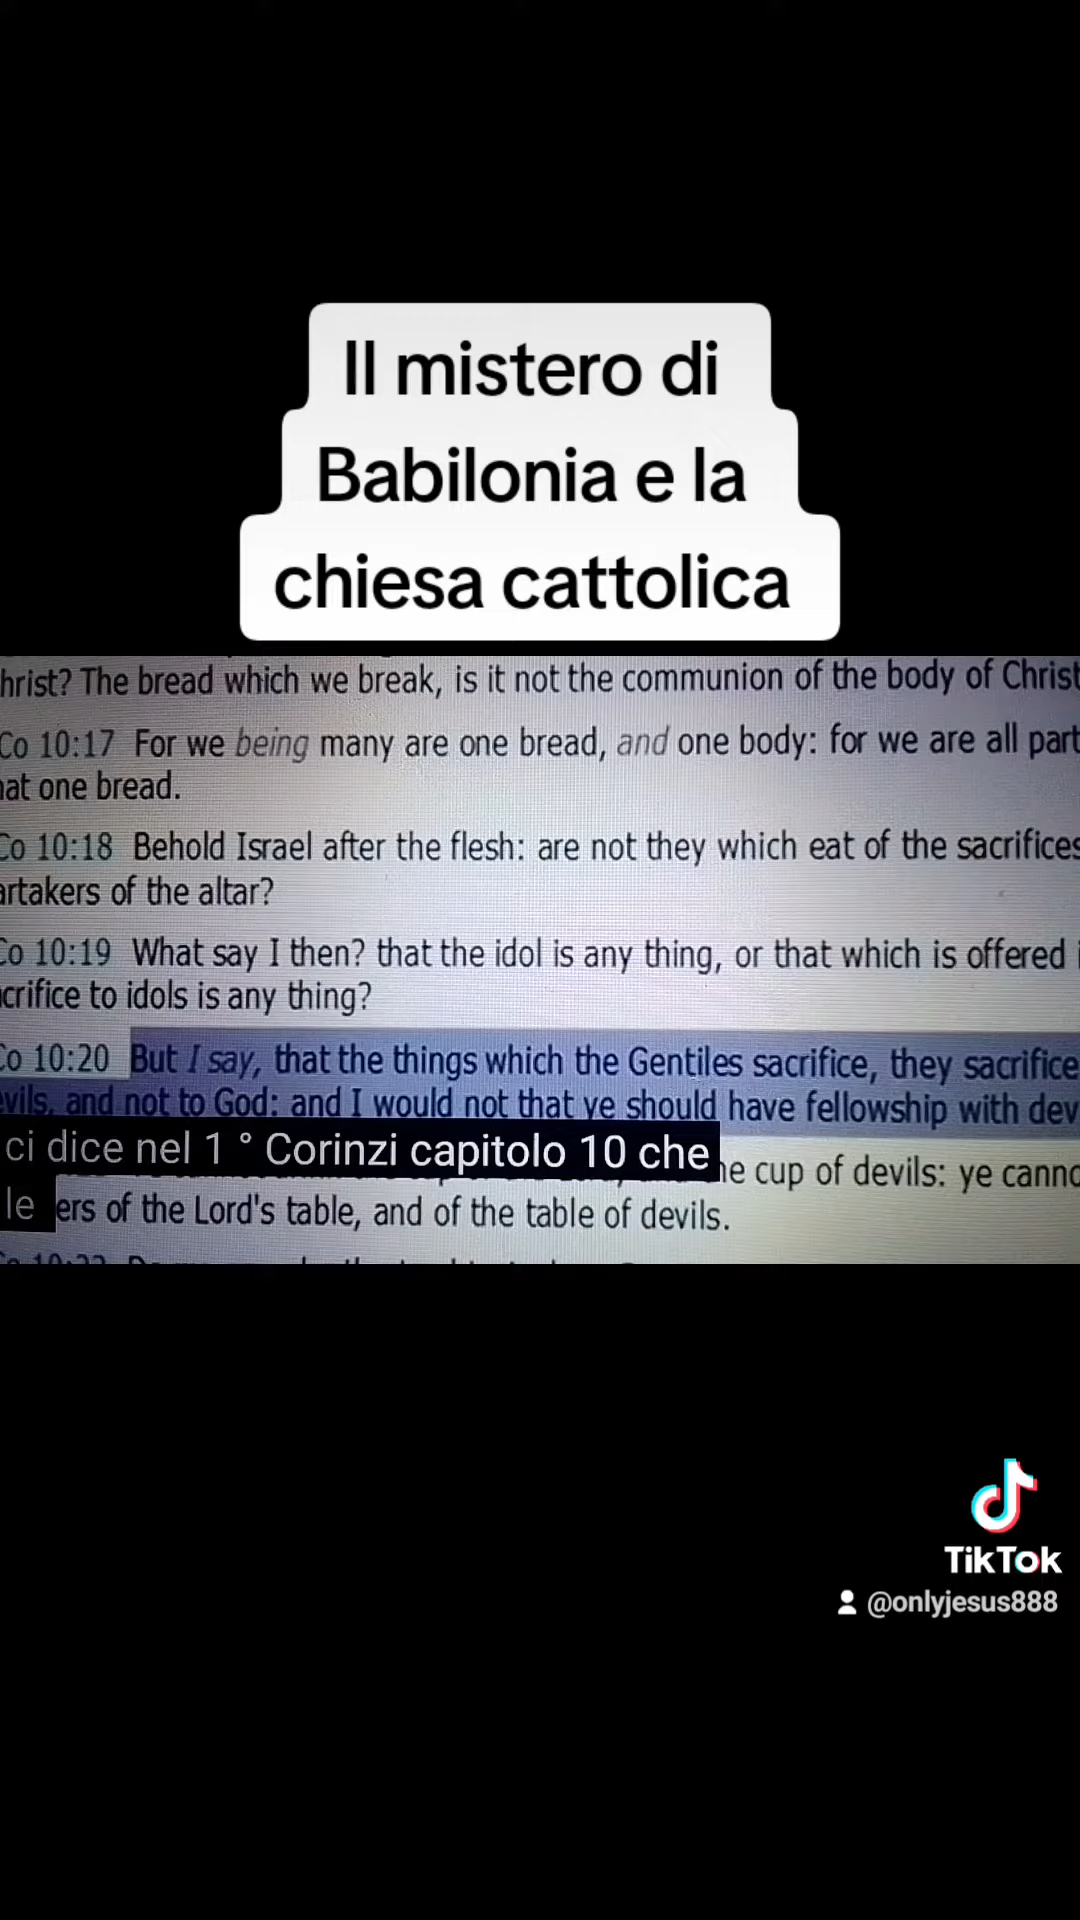 Il mistero di
Babilonia e la
chiesa cattolica
hrist? The bread which we break, is it not the communion of the body of Christ
Co 10:17 For we being many are one bread, and one body: for we are all part
hat one bread.
Co 10:18 Behold Israel after the flesh: are not they which eat of the sacrifices
artakers of the altar?
Co 10:19 What say I then? that the idol is any thing, or that which is offered i
crifice to idols is any thing?
Co 10:20 But I say, that the things which the Gentiles sacrifice, they sacrifice
evils, and not to God: and I would not that ye should have fellowship with dev
ci dice nel 1 ° Corinzi capitolo 10 che
he cup of devils: ye canno
le
ers of the Lord's table, and of the table of devils.
TikTok
@onlyjesus888